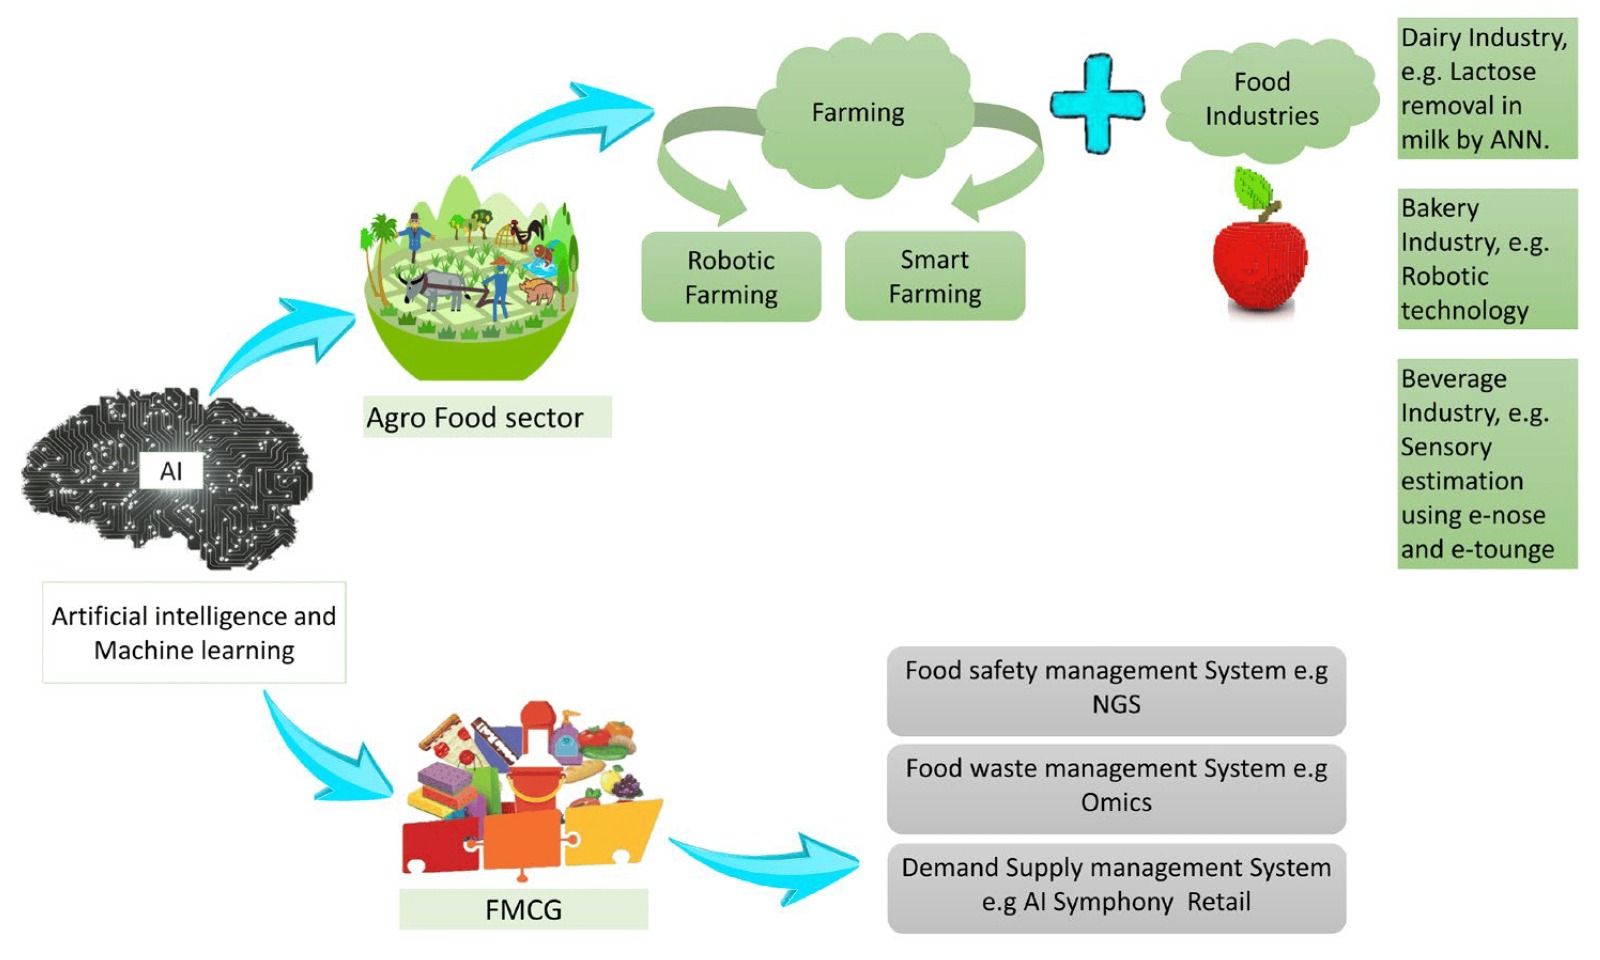 Farming
Robotic
Farming
Smart
Farming
Food
Industries
Dairy Industry,
e.g. Lactose
removal in
milk by ANN.
Bakery
Industry, e.g.
Robotic
technology
Beverage
Industry, e.g.
Sensory
estimation
using e-nose
and e-tounge
Agro Food sector
AI
Artificial intelligence and
Machine learning
FMCG
Food safety management System e.g
NGS
Food waste management System e.g
Omics
Demand Supply management System
e.g AI Symphony Retail